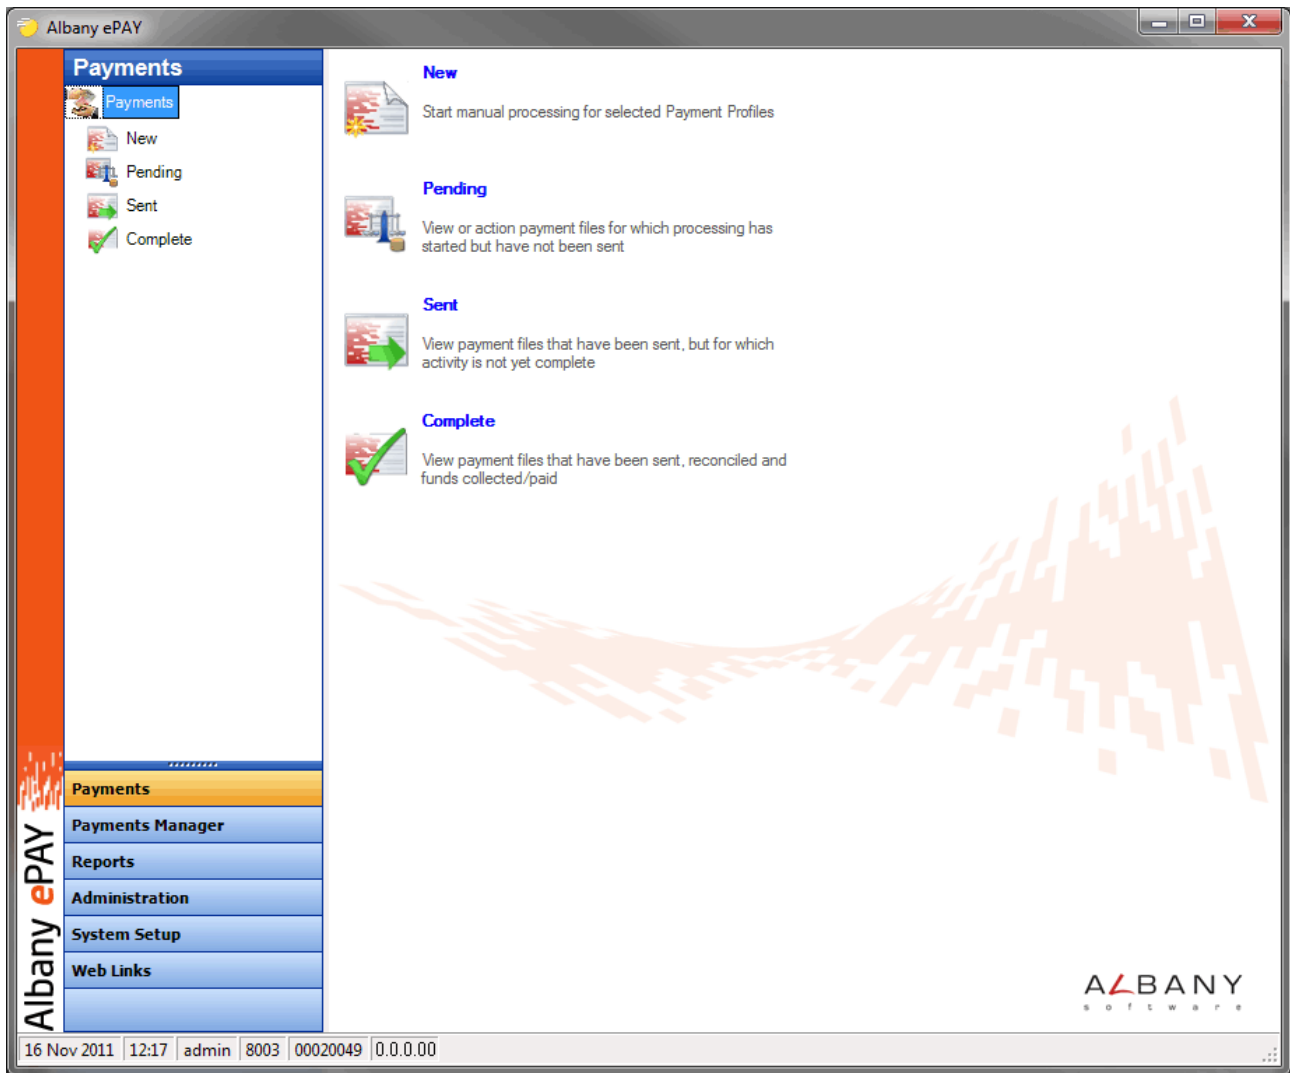 Albany ePAY
Payments
Payments
New
Pending
Sent
Complete
New
Start manual processing for selected Payment Profiles
Pending
View or action payment files for which processing has
started but have not been sent
Sent
View payment files that have been sent, but for which
activity is not yet complete
Complete
View payment files that have been sent, reconciled and
funds collected/paid
Payments
Payments Manager
Reports
Administration
System Setup
Web Links
Albany ePAY
ALBANY
software
16 Nov 2011 12:17 admin 8003 00020049 0.0.0.00